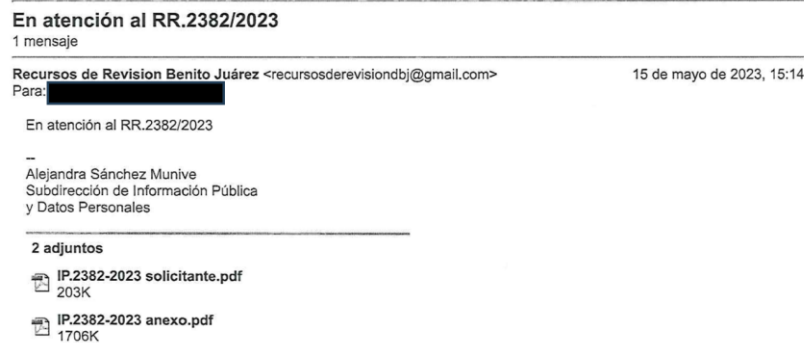 En atención al RR.2382/2023
1 mensaje
Recursos de Revision Benito Juárez <recursosderevisiondbj@gmail.com> 15 de mayo de 2023, 15:14
Para:
En atención al RR.2382/2023
--
Alejandra Sánchez Munive
Subdirección de Información Pública
y Datos Personales
2 adjuntos
IP.2382-2023 solicitante.pdf
203K
IP.2382-2023 anexo.pdf
1706K